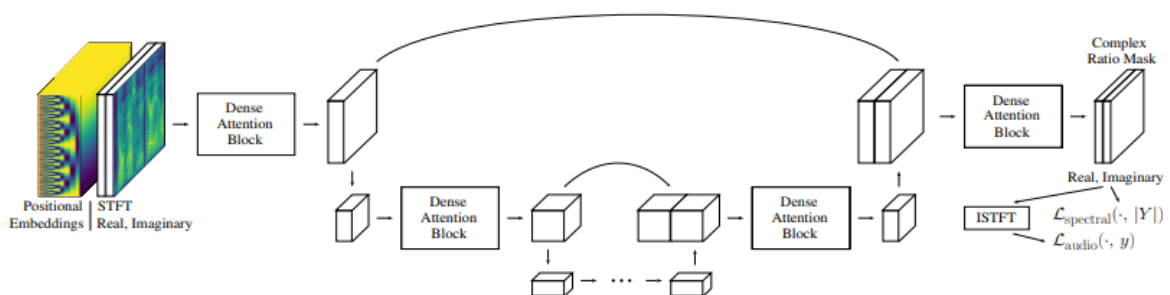 Positional
Embeddings
STFT
Real, Imaginary
Dense
Attention
Block
Dense
Attention
Block
...
Dense
Attention
Block
Dense
Attention
Block
Complex
Ratio Mask
Real, Imaginary
ISTFT
ℒspectral(·, |Y|)
ℒaudio(·, y)